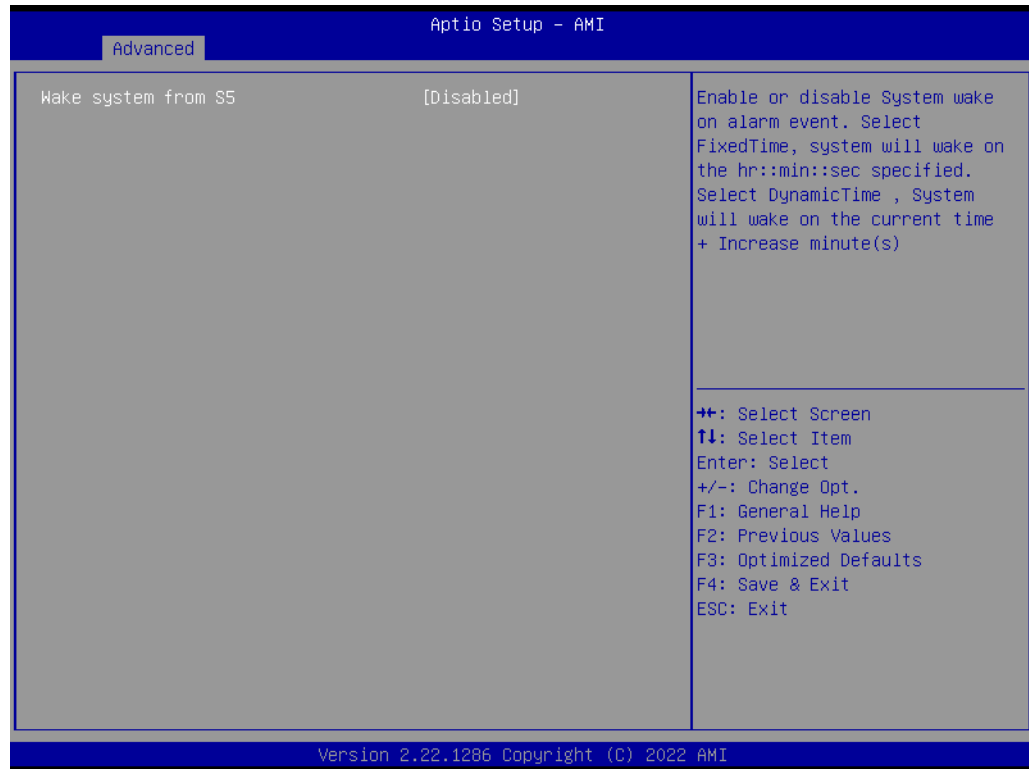 Aptio Setup – AMI
Advanced
Wake system from S5 [Disabled]
Enable or disable System wake
on alarm event. Select
FixedTime, system will wake on
the hr::min::sec specified.
Select DynamicTime , System
will wake on the current time
+ Increase minute(s)
→←: Select Screen
↑↓: Select Item
Enter: Select
+/-: Change Opt.
F1: General Help
F2: Previous Values
F3: Optimized Defaults
F4: Save & Exit
ESC: Exit
Version 2.22.1286 Copyright (C) 2022 AMI